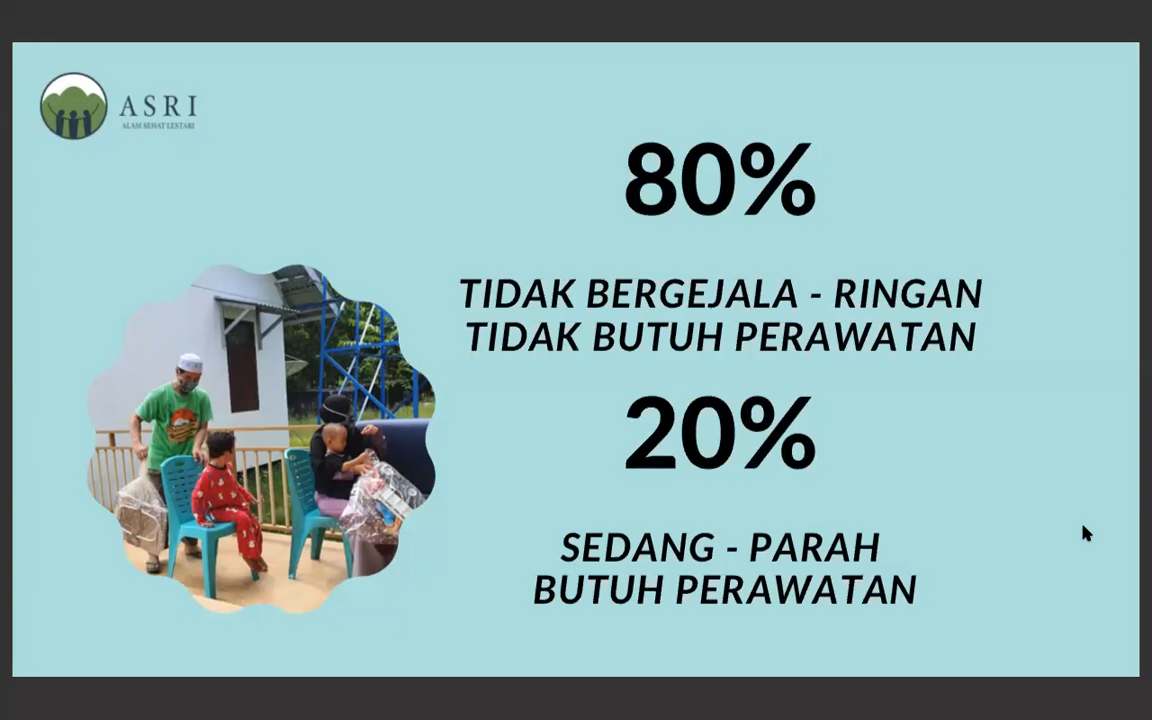 ASRI
ALAM SEHAT LESTARI
80%
TIDAK BERGEJALA - RINGAN
TIDAK BUTUH PERAWATAN
20%
SEDANG - PARAH
BUTUH PERAWATAN